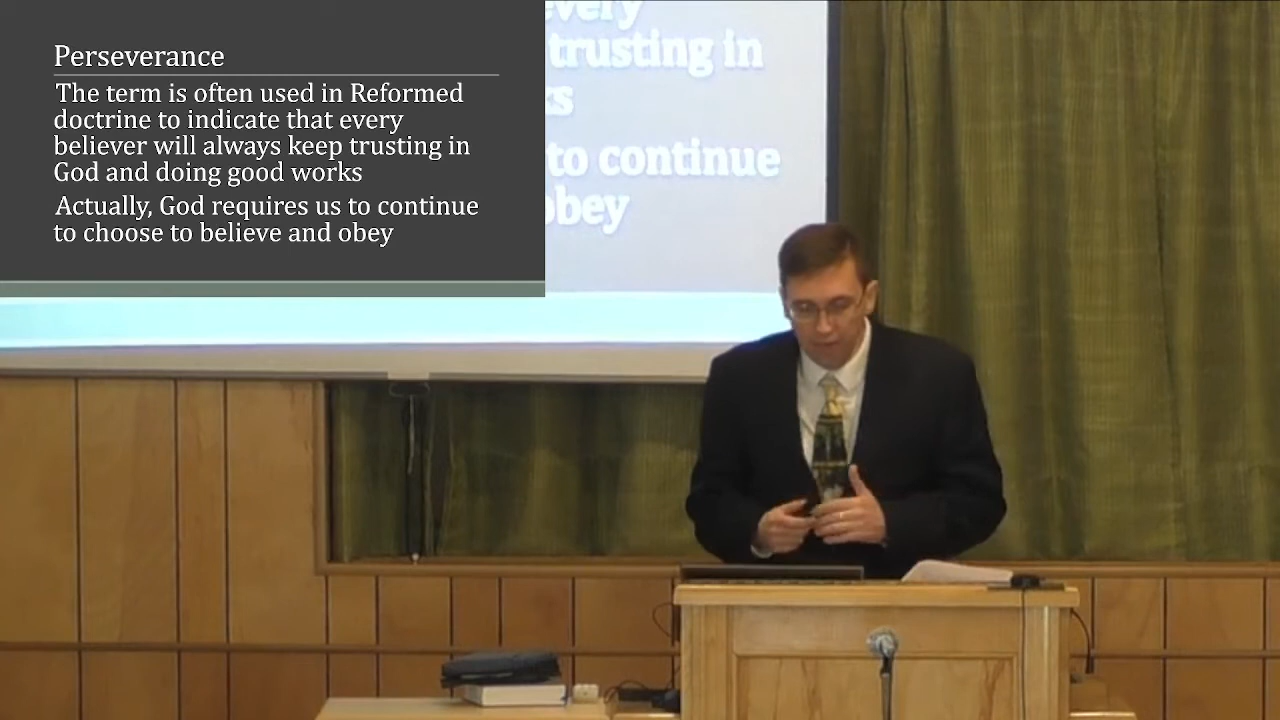 Perseverance
The term is often used in Reformed
doctrine to indicate that every
believer will always keep trusting in
God and doing good works
Actually, God requires us to continue
to choose to believe and obey
every
trusting in
ks
to continue
obey